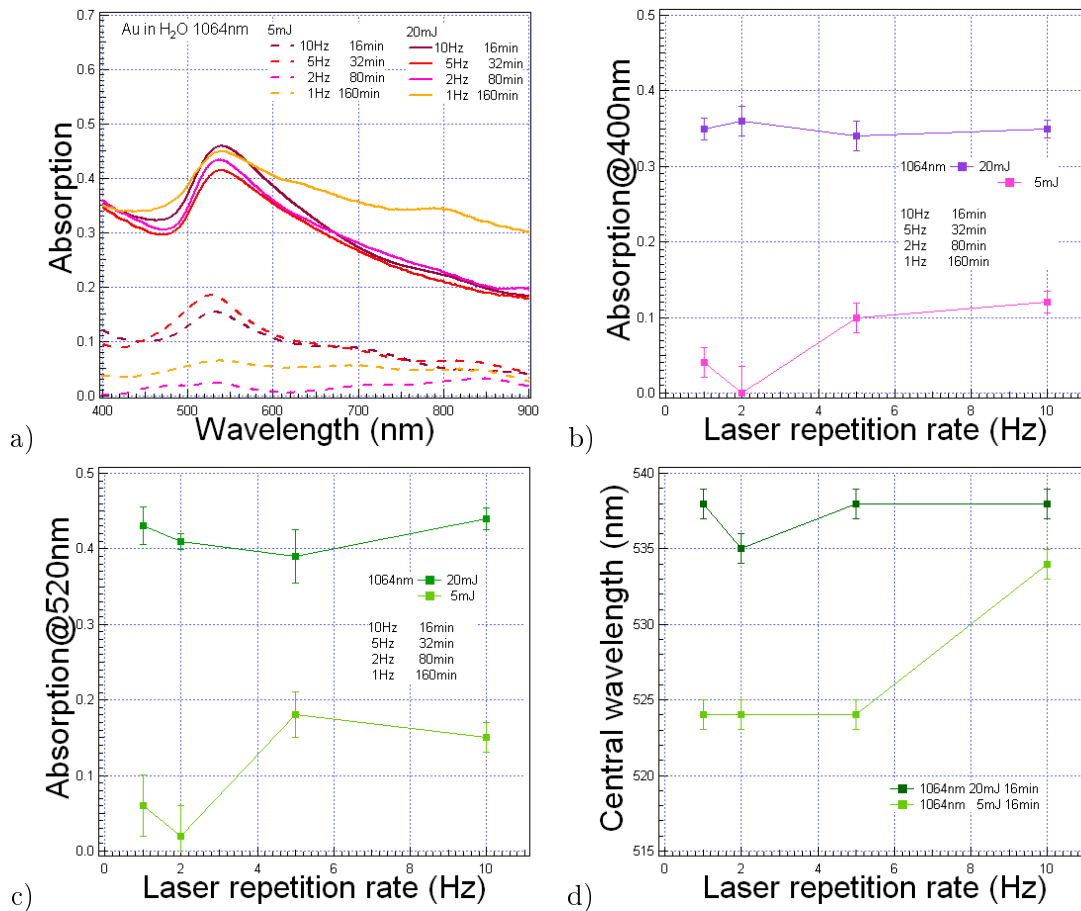 Au in H2O 1064nm 5mJ 20mJ
10Hz 16min 10Hz 16min
5Hz 32min 5Hz 32min
2Hz 80min 2Hz 80min
1Hz 160min 1Hz 160min
0.7
0.6
0.5
0.4
0.3
0.2
0.1
0.0
Absorption
400 500 600 700 800 900
Wavelength (nm)
a)
0.5
0.4
0.3
0.2
0.1
0.0
Absorption@400nm
1064nm 20mJ
5mJ
10Hz 16min
5Hz 32min
2Hz 80min
1Hz 160min
0 2 4 6 8 10
Laser repetition rate (Hz)
b)
0.5
0.4
0.3
0.2
0.1
0.0
Absorption@520nm
1064nm 20mJ
5mJ
10Hz 16min
5Hz 32min
2Hz 80min
1Hz 160min
0 2 4 6 8 10
Laser repetition rate (Hz)
c)
540
535
530
525
520
515
Central wavelength (nm)
1064nm 20mJ 16min
1064nm 5mJ 16min
0 2 4 6 8 10
Laser repetition rate (Hz)
d)